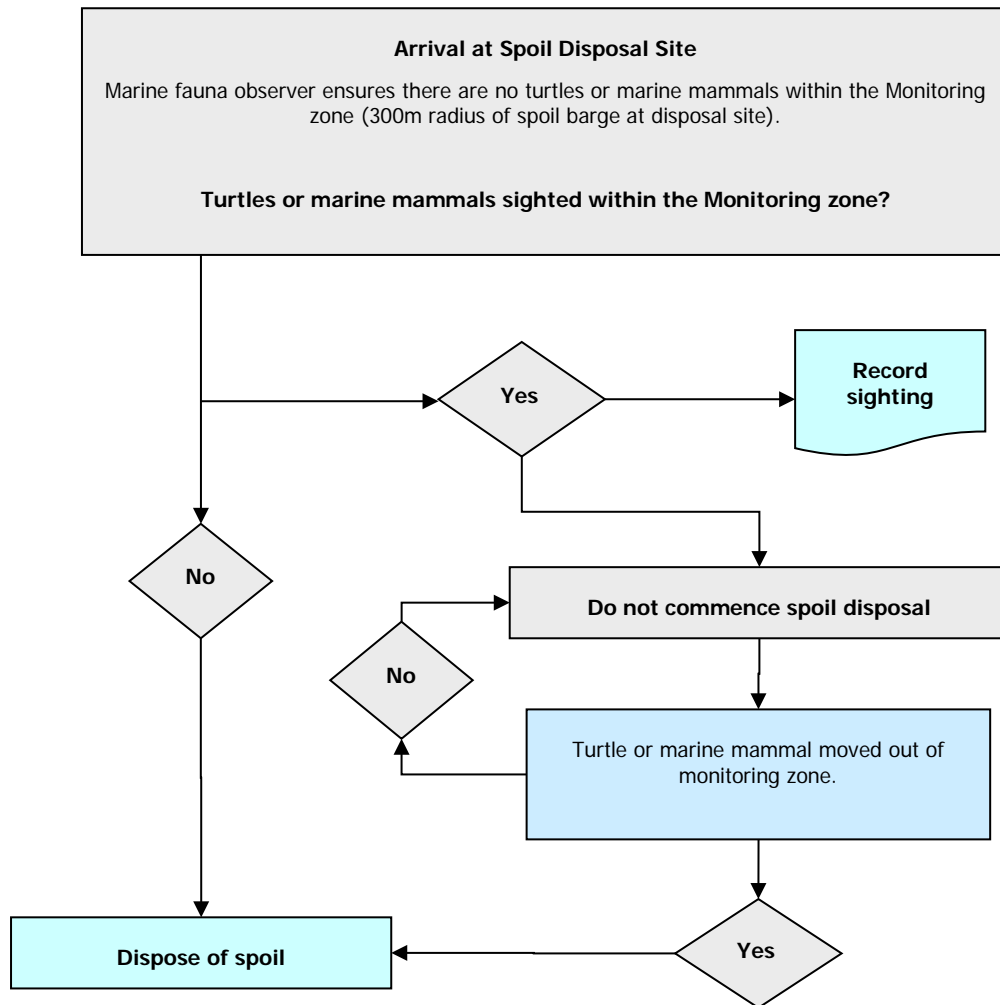 Arrival at Spoil Disposal Site
Marine fauna observer ensures there are no turtles or marine mammals within the Monitoring
zone (300m radius of spoil barge at disposal site).
Turtles or marine mammals sighted within the Monitoring zone?
Yes
Record
sighting
No
Do not commence spoil disposal
No
Turtle or marine mammal moved out of
monitoring zone.
Yes
Dispose of spoil